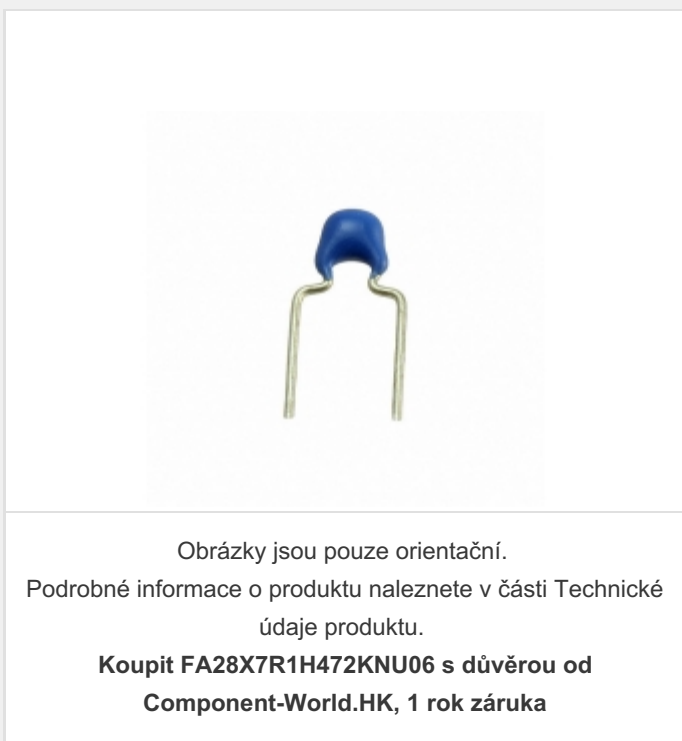 Obrázky jsou pouze orientační.
Podrobné informace o produktu naleznete v části Technické
údaje produktu.
Koupit FA28X7R1H472KNU06 s důvěrou od
Component-World.HK, 1 rok záruka